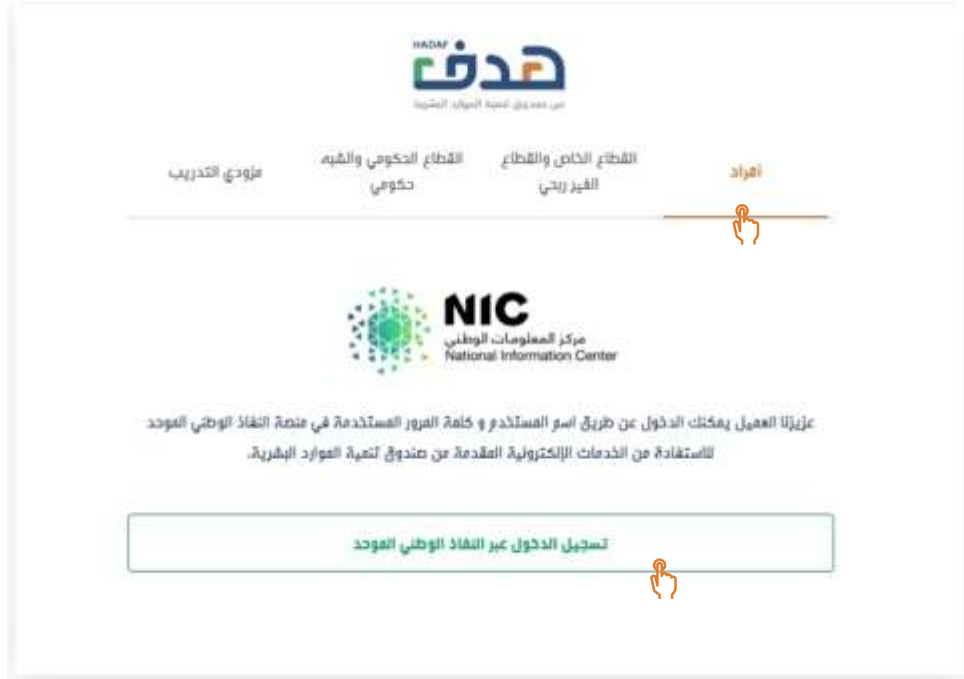 HADAF
هدف
من صندوق تنمية الموارد البشرية
أفراد
القطاع الخاص والقطاع
الغير ربحي
القطاع الحكومي والشبه
حكومي
مزودي التدريب
NIC
مركز المعلومات الوطني
National Information Center
عزيزنا العميل يمكنك الدخول عن طريق اسم المستخدم و كلمة المرور المستخدمة في منصة النفاذ الوطني الموحد
للاستفادة من الخدمات الإلكترونية المقدمة من صندوق تنمية الموارد البشرية.
تسجيل الدخول عبر النفاذ الوطني الموحد